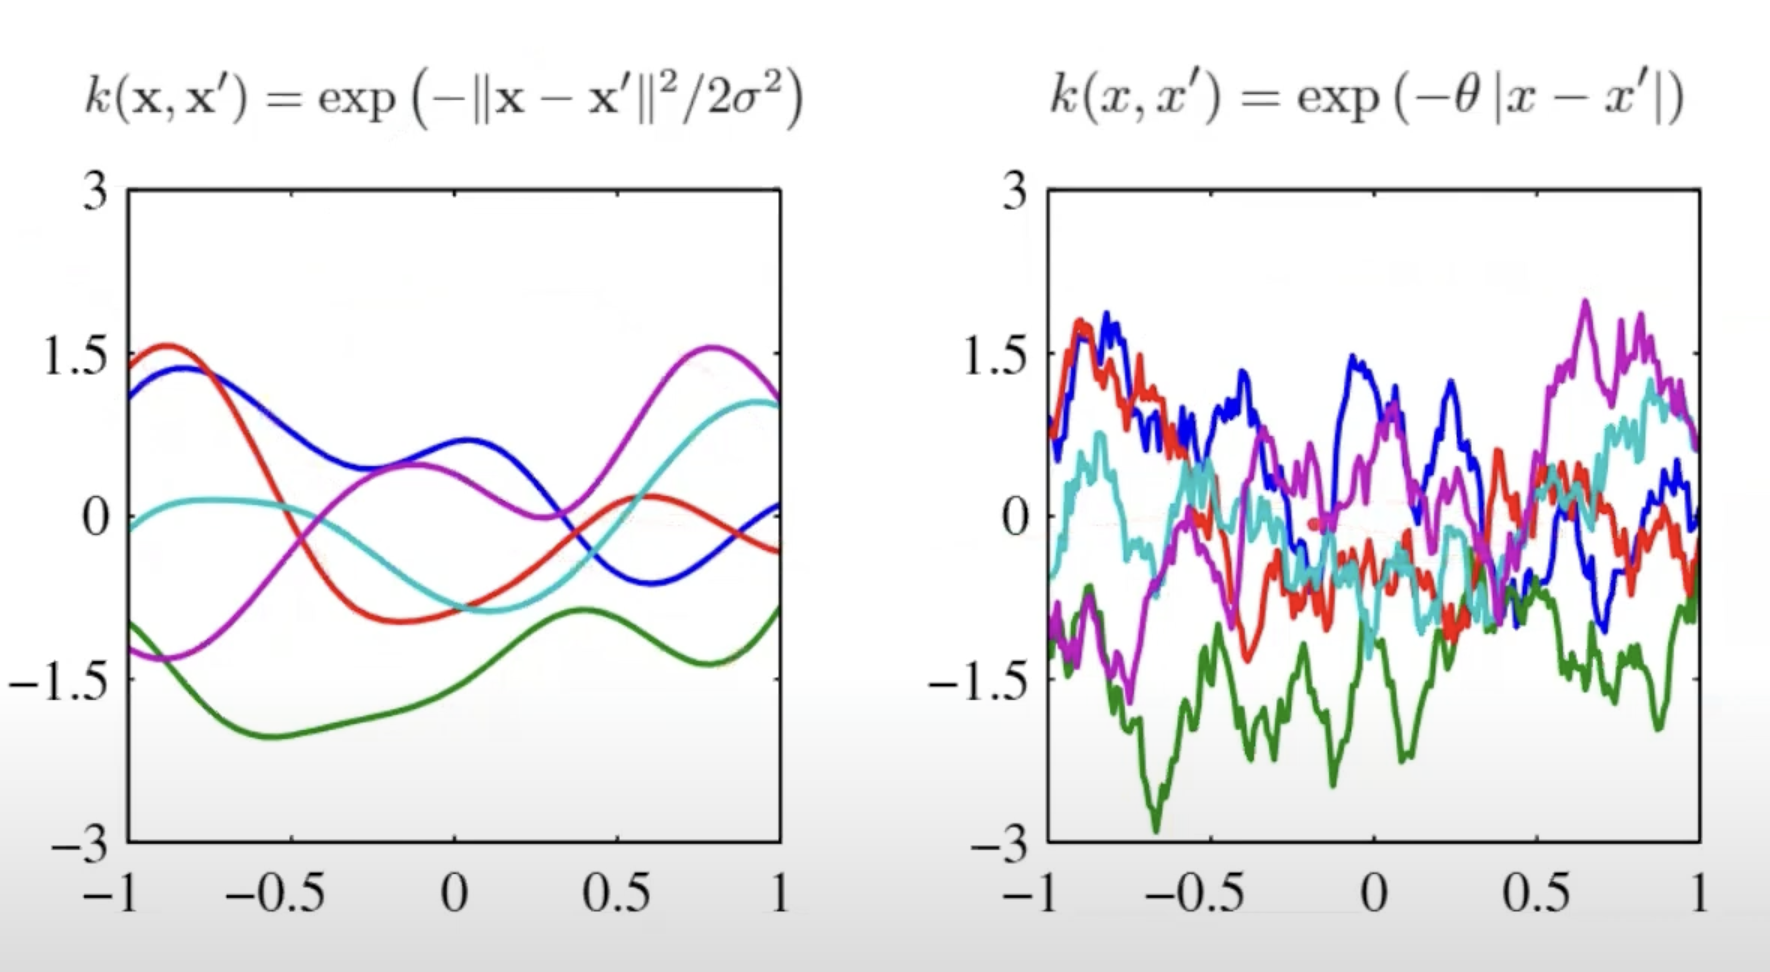 k(x, x′) = exp (−‖x − x′‖²/2σ²)
3
1.5
0
−1.5
−3
−1 −0.5 0 0.5 1
k(x, x′) = exp (−θ |x − x′|)
3
1.5
0
−1.5
−3
−1 −0.5 0 0.5 1